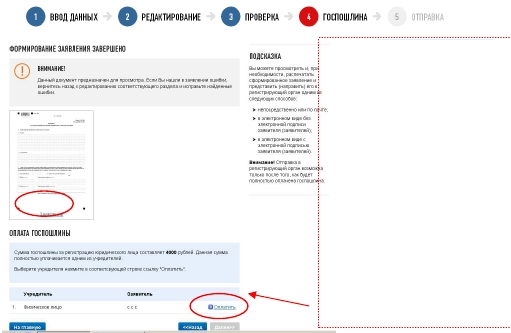 1 ВВОД ДАННЫХ 2 РЕДАКТИРОВАНИЕ 3 ПРОВЕРКА 4 ГОСПОШЛИНА 5 ОТПРАВКА
ФОРМИРОВАНИЕ ЗАЯВЛЕНИЯ ЗАВЕРШЕНО
ВНИМАНИЕ!
Данный документ предназначен для просмотра. Если Вы нашли в заявлении ошибки,
вернитесь назад к редактированию соответствующего раздела и исправьте найденные
ошибки.
ОПЛАТА ГОСПОШЛИНЫ
Сумма госпошлины за регистрацию юридического лица составляет 4000 рублей. Данная сумма
полностью уплачивается одним из учредителей.
Выберите учредителя нажмите в соответствующей строке ссылку "Оплатить".
Учредитель Заявитель
1. Физическое лицо с с с Оплатить
На главную <<Назад Далее>>
ПОДСКАЗКА
Вы можете просмотреть и, при
необходимости, распечатать
сформированное заявление и
представить (направить) его в
регистрирующий орган одним из
следующих способов:
непосредственно или по почте;
в электронном виде без
электронной подписи
заявителя (заявителей);
в электронном виде с
электронной подписью
заявителя (заявителей).
Внимание! Отправка в
регистрирующий орган возможна
только после того, как будет
полностью оплачена госпошлина.